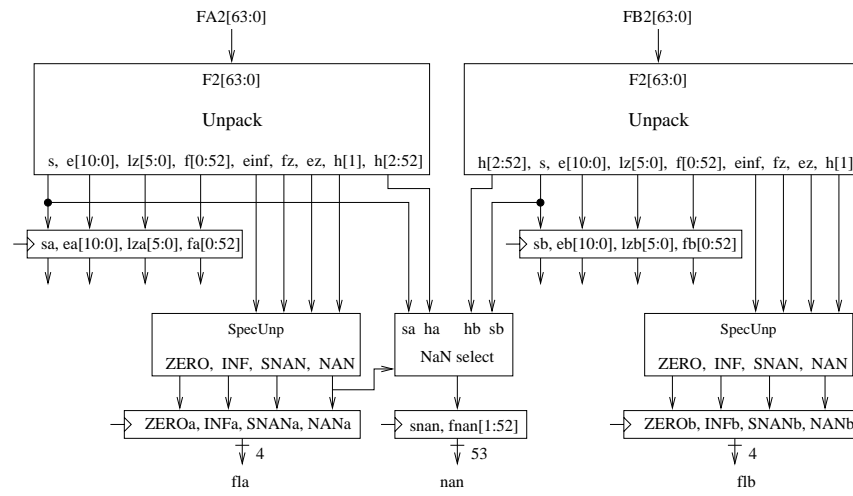 FA2[63:0]
FB2[63:0]
F2[63:0]
F2[63:0]
Unpack
Unpack
s, e[10:0], lz[5:0], f[0:52], einf, fz, ez, h[1], h[2:52]
h[2:52], s, e[10:0], lz[5:0], f[0:52], einf, fz, ez, h[1]
sa, ea[10:0], lza[5:0], fa[0:52]
sb, eb[10:0], lzb[5:0], fb[0:52]
SpecUnp
sa ha hb sb
SpecUnp
ZERO, INF, SNAN, NAN
NaN select
ZERO, INF, SNAN, NAN
ZEROa, INFa, SNANa, NANa
snan, fnan[1:52]
ZEROb, INFb, SNANb, NANb
4
53
4
fla
nan
flb